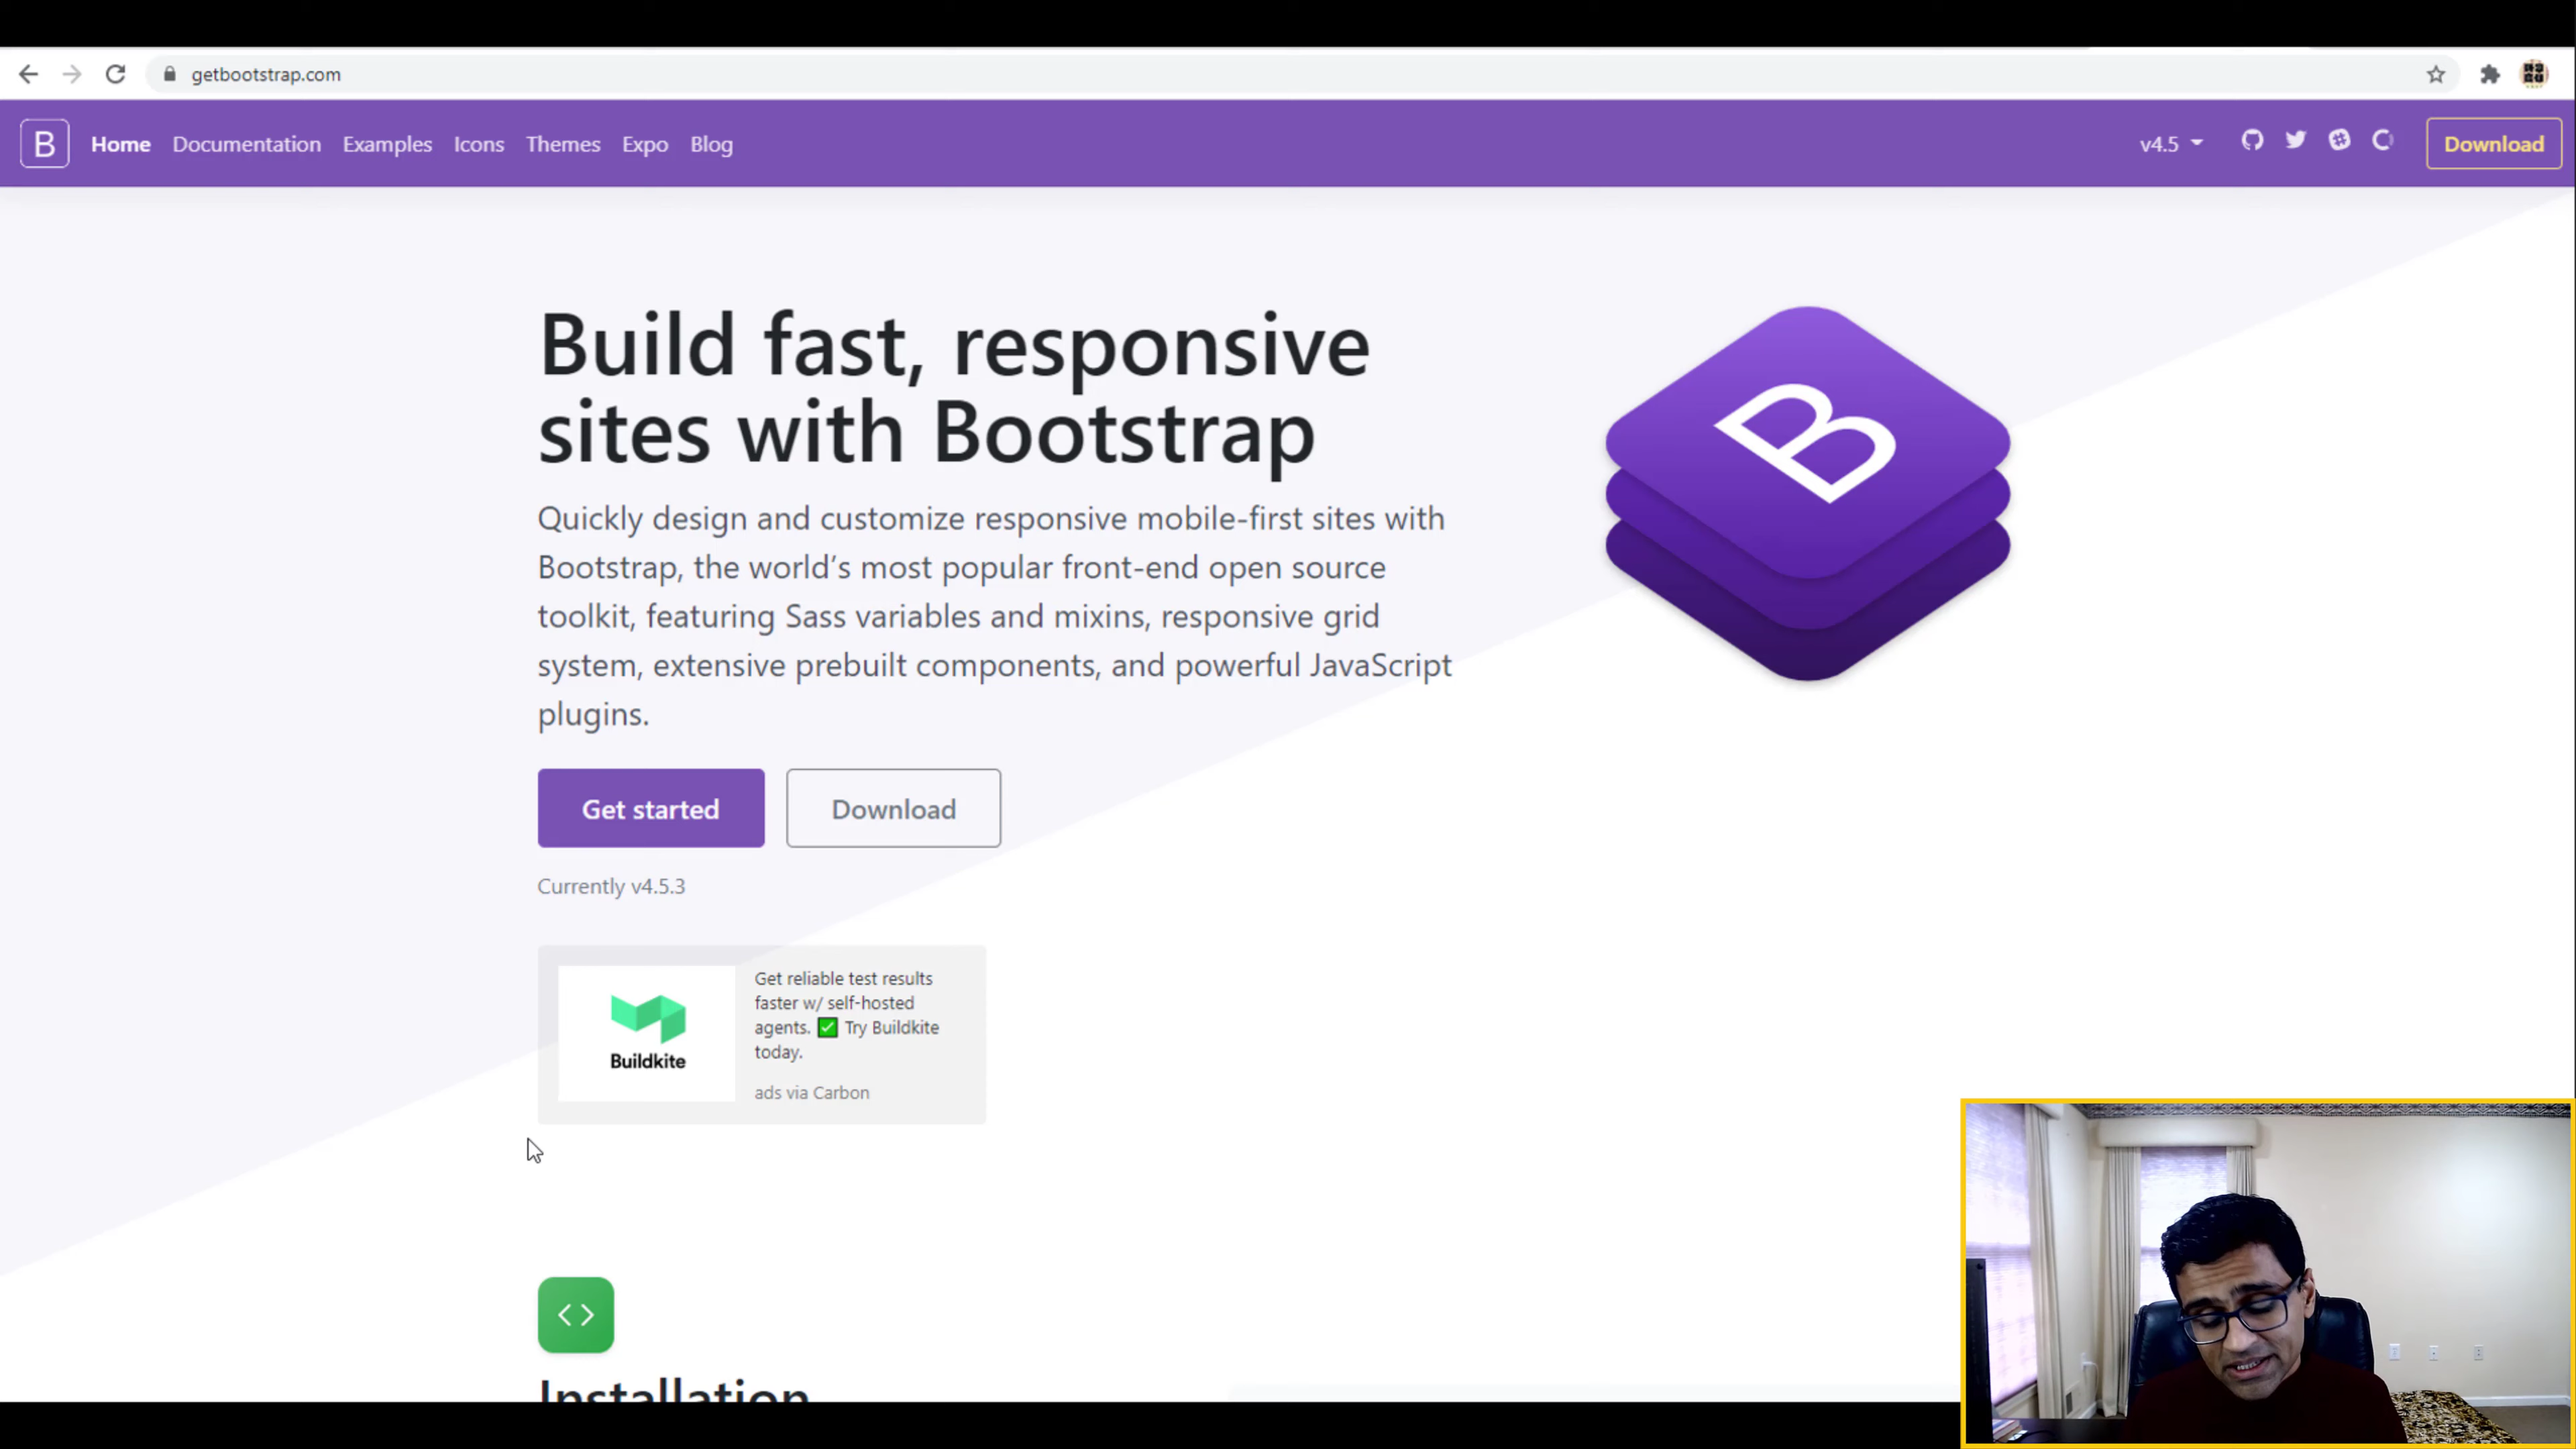 getbootstrap.com
B Home Documentation Examples Icons Themes Expo Blog v4.5 Download
Build fast, responsive
sites with Bootstrap
B
Quickly design and customize responsive mobile-first sites with
Bootstrap, the world’s most popular front-end open source
toolkit, featuring Sass variables and mixins, responsive grid
system, extensive prebuilt components, and powerful JavaScript
plugins.
Get started Download
Currently v4.5.3
Buildkite
Get reliable test results
faster w/ self-hosted
agents. ✅ Try Buildkite
today.
ads via Carbon
Installation